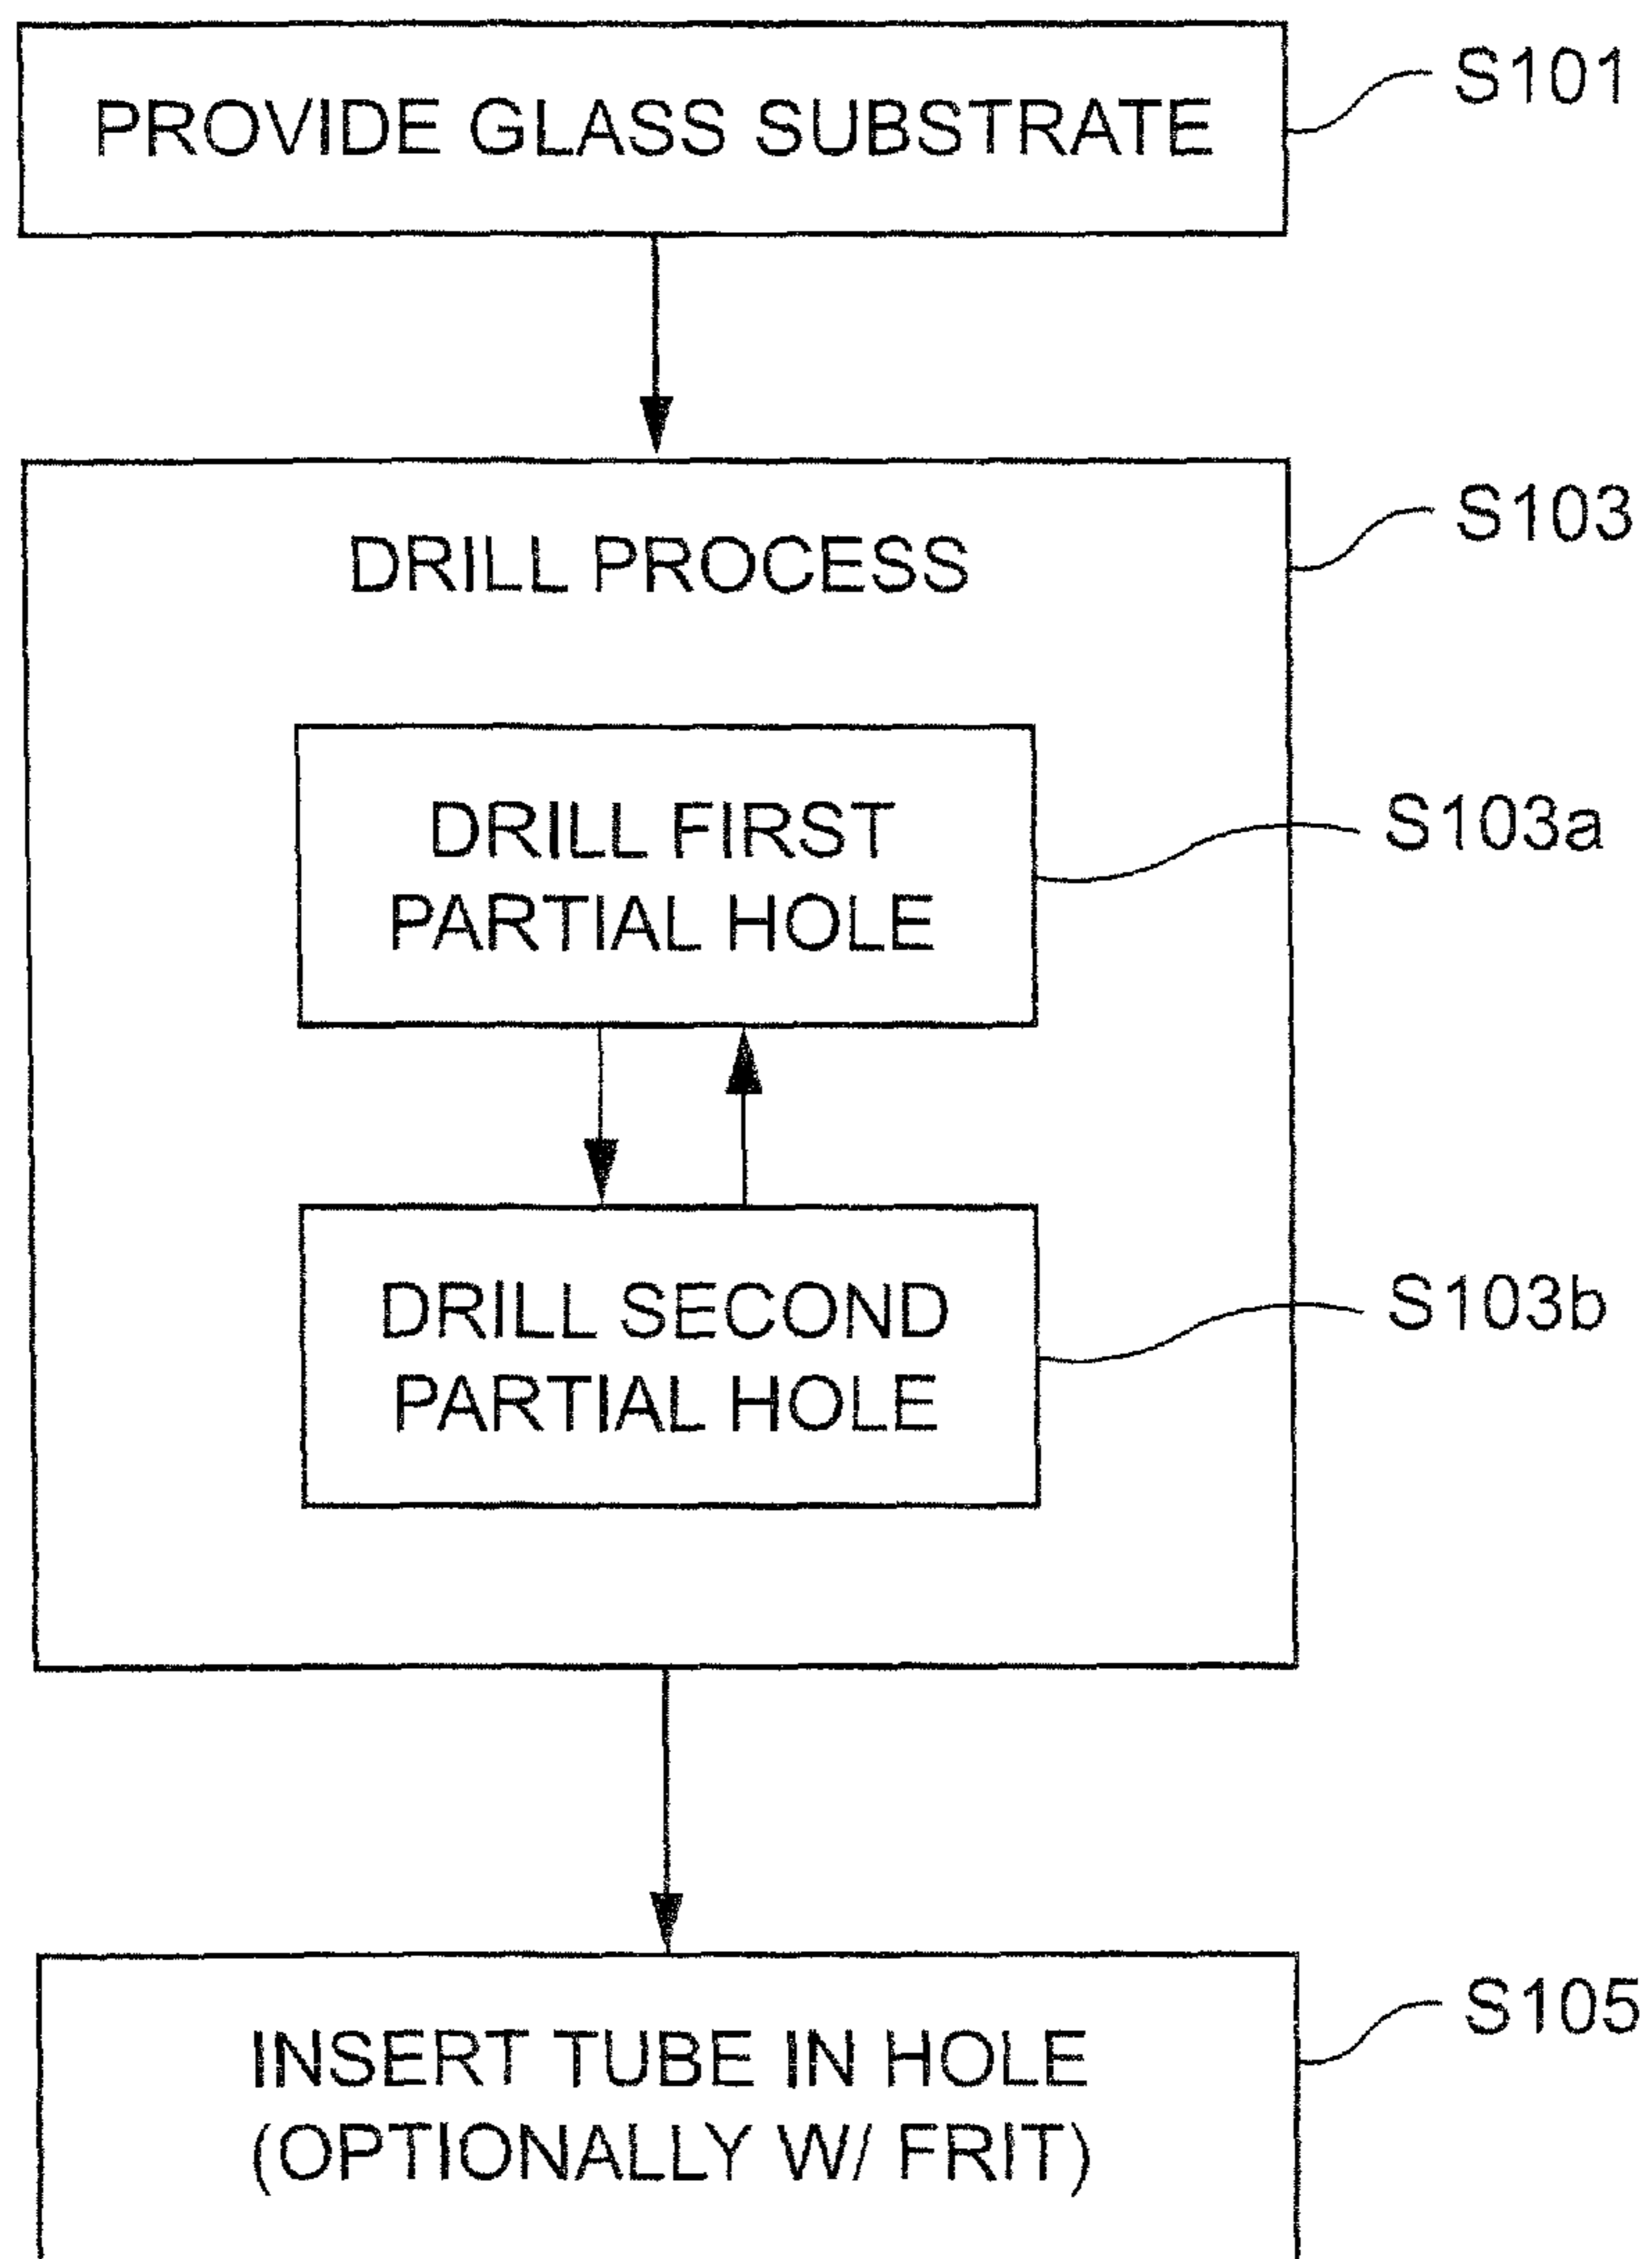 PROVIDE GLASS SUBSTRATE
S101
DRILL PROCESS
S103
DRILL FIRST
PARTIAL HOLE
S103a
DRILL SECOND
PARTIAL HOLE
S103b
INSERT TUBE IN HOLE
(OPTIONALLY W/ FRIT)
S105